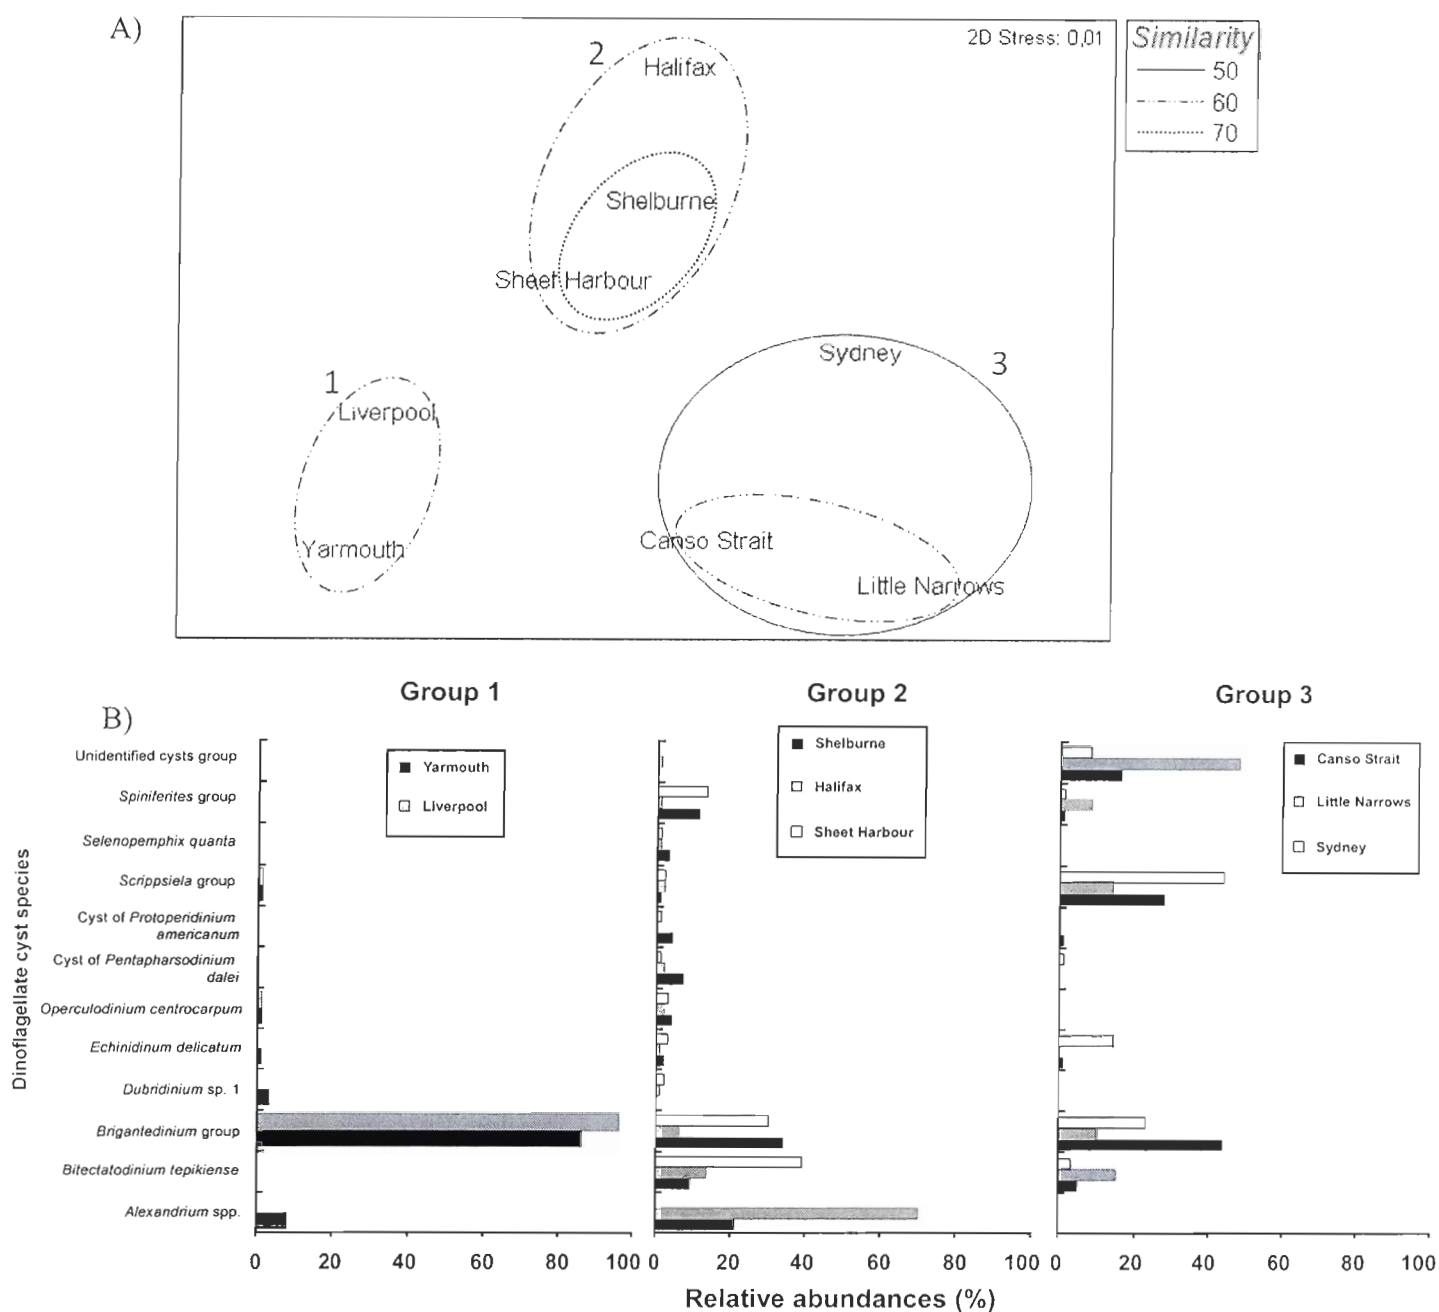 A)
2D Stress: 0,01
Similarity
50
60
70
2
Halifax
Shelburne
Sheet Harbour
Sydney
3
1
Liverpool
Yarmouth
Canso Strait
Little Narrows
B)
Group 1
Group 2
Group 3
Dinoflagellate cyst species
Unidentified cysts group
Spiniferites group
Selenopemphix quanta
Scrippsiela group
Cyst of Protoperidinium
americanum
Cyst of Pentapharsodinium
dalei
Operculodinium centrocarpum
Echinidinum delicatum
Dubridinium sp. 1
Brigantedinium group
Bitectatodinium tepikiense
Alexandrium spp.
Yarmouth
Liverpool
Shelburne
Halifax
Sheet Harbour
Canso Strait
Little Narrows
Sydney
0 20 40 60 80 100 0 20 40 60 80 100 0 20 40 60 80 100
Relative abundances (%)